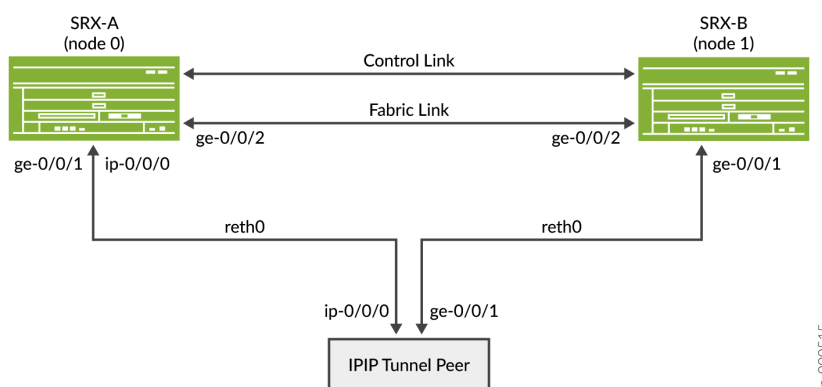 SRX-A
(node 0)
SRX-B
(node 1)
Control Link
Fabric Link
ge-0/0/2
ge-0/0/2
ge-0/0/1
ip-0/0/0
ge-0/0/1
reth0
reth0
ip-0/0/0
ge-0/0/1
IPIP Tunnel Peer